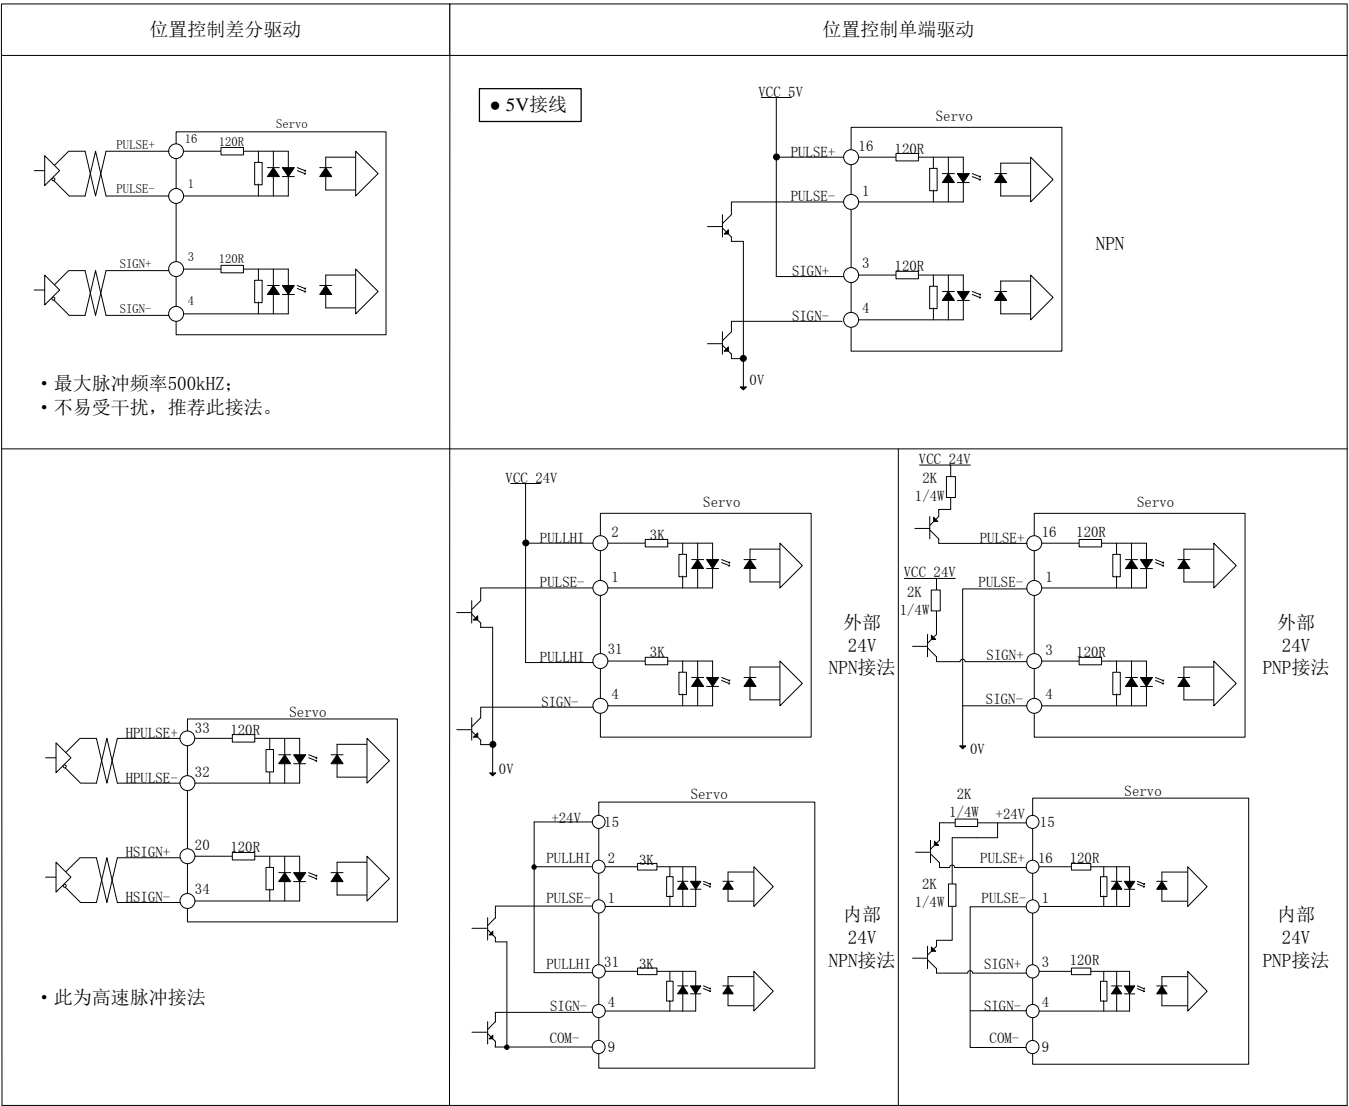 位置控制差分驱动
位置控制单端驱动
Servo
PULSE+
16
120R
PULSE-
1
SIGN+
3
120R
SIGN-
4
·最大脉冲频率500kHZ；
·不易受干扰，推荐此接法。
● 5V接线
VCC 5V
Servo
PULSE+
16
120R
PULSE-
1
NPN
SIGN+
3
120R
SIGN-
4
0V
Servo
HPULSE+
33
120R
HPULSE-
32
HSIGN+
20
120R
HSIGN-
34
·此为高速脉冲接法
VCC 24V
Servo
PULLHI
2
3K
PULSE-
1
PULLHI
31
3K
SIGN-
4
0V
外部
24V
NPN接法
VCC 24V
2K
1/4W
Servo
PULSE+
16
120R
PULSE-
1
VCC 24V
2K
1/4W
SIGN+
3
120R
SIGN-
4
0V
外部
24V
PNP接法
Servo
+24V
15
PULLHI
2
3K
PULSE-
1
PULLHI
31
3K
SIGN-
4
COM-
9
内部
24V
NPN接法
2K
1/4W
Servo
+24V
15
PULSE+
16
120R
2K
1/4W
PULSE-
1
SIGN+
3
120R
SIGN-
4
COM-
9
内部
24V
PNP接法